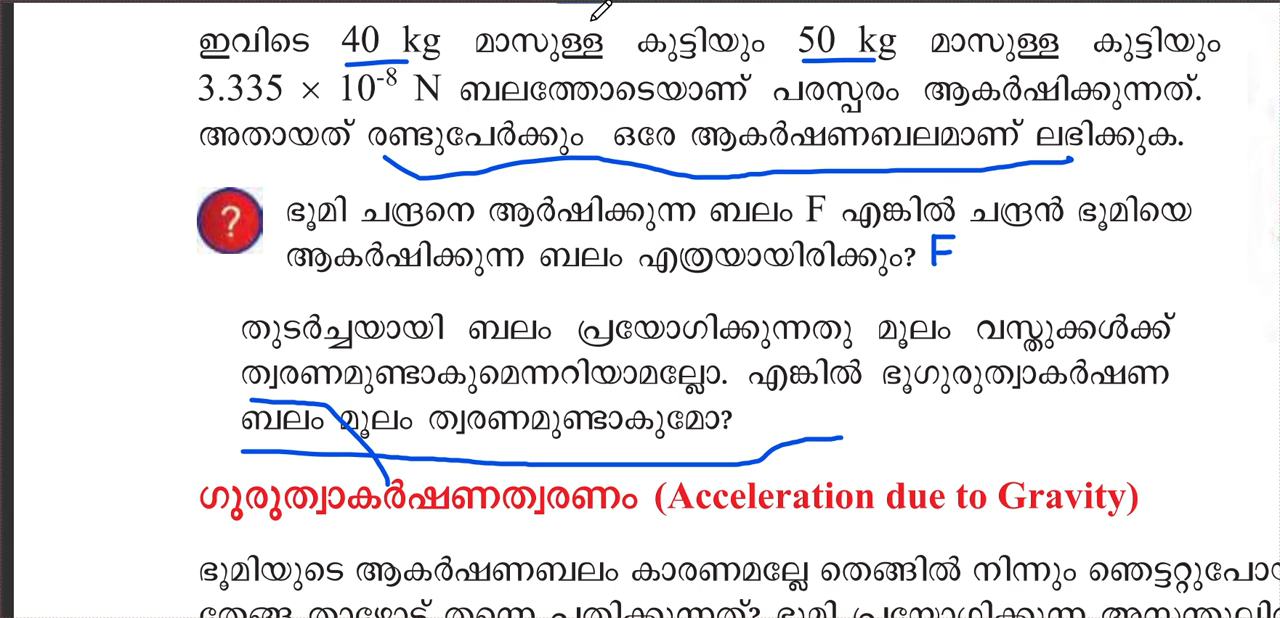 ഇവിടെ 40 kg മാസുള്ള കുട്ടിയും 50 kg മാസുള്ള കുട്ടിയും
3.335 × 10⁻⁸ N ബലത്തോടെയാണ് പരസ്പരം ആകർഷിക്കുന്നത്.
അതായത് രണ്ടുപേർക്കും ഒരേ ആകർഷണബലമാണ് ലഭിക്കുക.
? ഭൂമി ചന്ദ്രനെ ആർഷിക്കുന്ന ബലം F എങ്കിൽ ചന്ദ്രൻ ഭൂമിയെ
ആകർഷിക്കുന്ന ബലം എത്രയായിരിക്കും? F
തുടർച്ചയായി ബലം പ്രയോഗിക്കുന്നതു മൂലം വസ്തുക്കൾക്ക്
ത്വരണമുണ്ടാകുമെന്നറിയാമല്ലോ. എങ്കിൽ ഭൂഗുരുത്വാകർഷണ
ബലം മൂലം ത്വരണമുണ്ടാകുമോ?
ഗുരുത്വാകർഷണത്വരണം (Acceleration due to Gravity)
ഭൂമിയുടെ ആകർഷണബലം കാരണമല്ലേ തെങ്ങിൽ നിന്നും